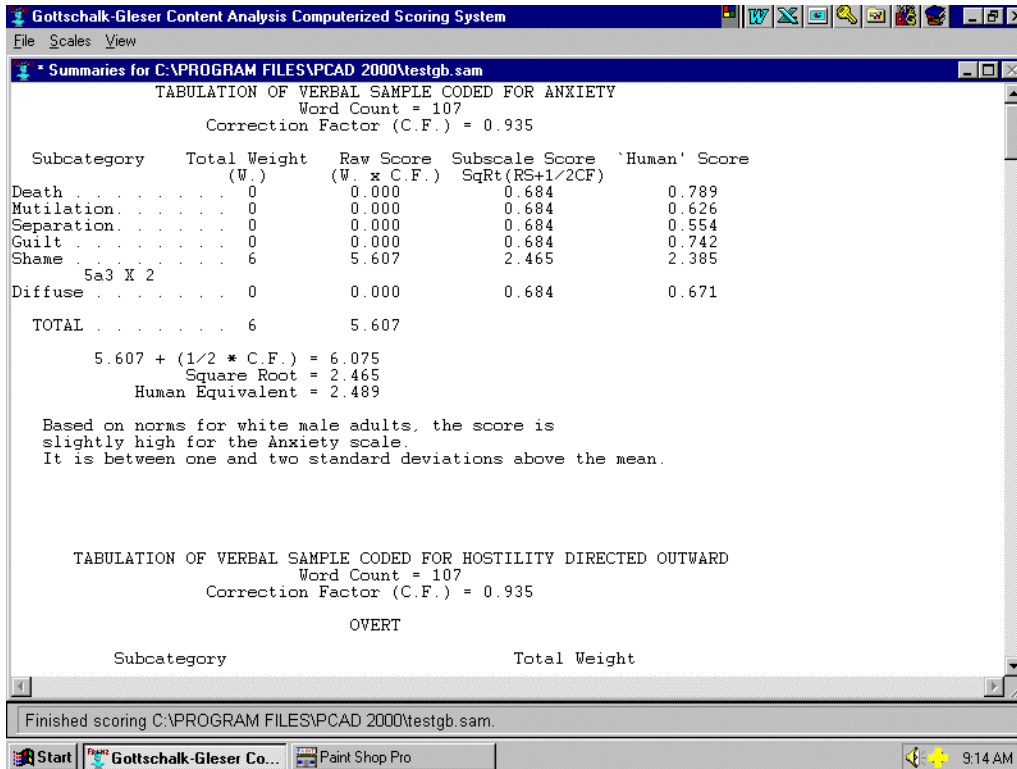 Gottschalk-Gleser Content Analysis Computerized Scoring System
File Scales View
* Summaries for C:\PROGRAM FILES\PCAD 2000\testgb.sam
TABULATION OF VERBAL SAMPLE CODED FOR ANXIETY
Word Count = 107
Correction Factor (C.F.) = 0.935
Subcategory Total Weight Raw Score Subscale Score `Human' Score
(W.) (W. x C.F.) SqRt(RS+1/2CF)
Death . . . . . . . . 0 0.000 0.684 0.789
Mutilation. . . . . . 0 0.000 0.684 0.626
Separation. . . . . . 0 0.000 0.684 0.554
Guilt . . . . . . . . 0 0.000 0.684 0.742
Shame . . . . . . . . 6 5.607 2.465 2.385
5a3 X 2
Diffuse . . . . . . . 0 0.000 0.684 0.671
TOTAL . . . . . . . 6 5.607
5.607 + (1/2 * C.F.) = 6.075
Square Root = 2.465
Human Equivalent = 2.489
Based on norms for white male adults, the score is
slightly high for the Anxiety scale.
It is between one and two standard deviations above the mean.
TABULATION OF VERBAL SAMPLE CODED FOR HOSTILITY DIRECTED OUTWARD
Word Count = 107
Correction Factor (C.F.) = 0.935
OVERT
Subcategory Total Weight
Finished scoring C:\PROGRAM FILES\PCAD 2000\testgb.sam.
Start Gottschalk-Gleser Co... Paint Shop Pro 9:14 AM